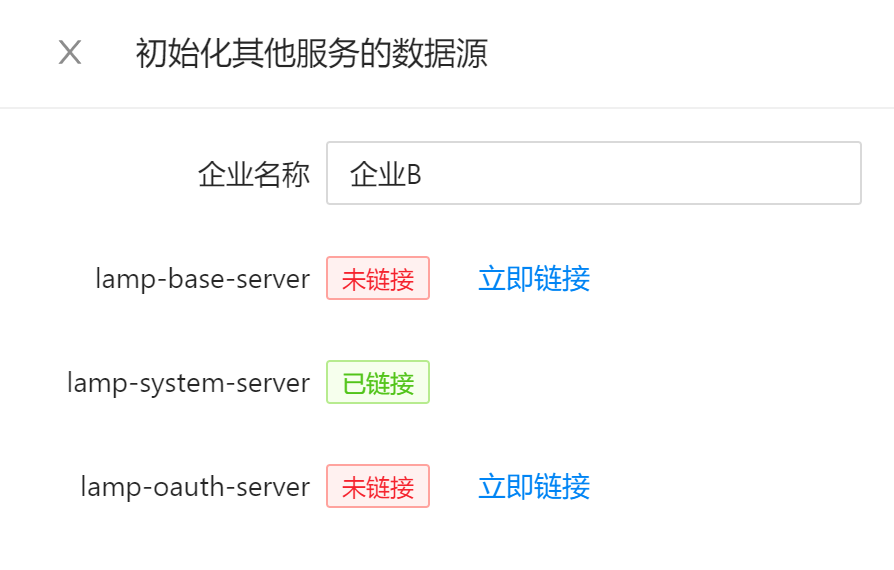 初始化其他服务的数据源
企业名称 企业B
lamp-base-server 未链接 立即链接
lamp-system-server 已链接
lamp-oauth-server 未链接 立即链接